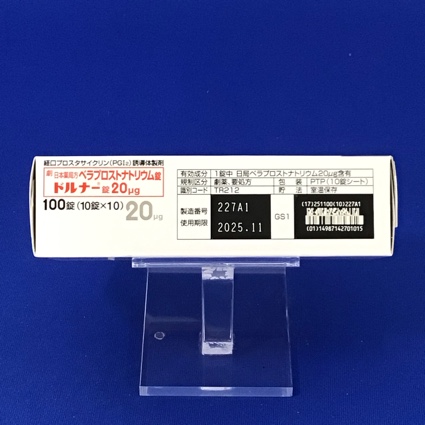 経口プロスタサイクリン(PGI₂)誘導体製剤
劇 日本薬局方 ベラプロストナトリウム錠
ドルナー錠20μg
100錠(10錠×10) 20μg
有効成分 1錠中 日局ベラプロストナトリウム20μg含有
規制区分 劇薬、要処方 包装 PTP(10錠シート)
識別コード TR212 貯法 室温保存
製造番号 227A1
使用期限 2025.11
GS1
(17)251100(10)227A1
(01)14987142701015